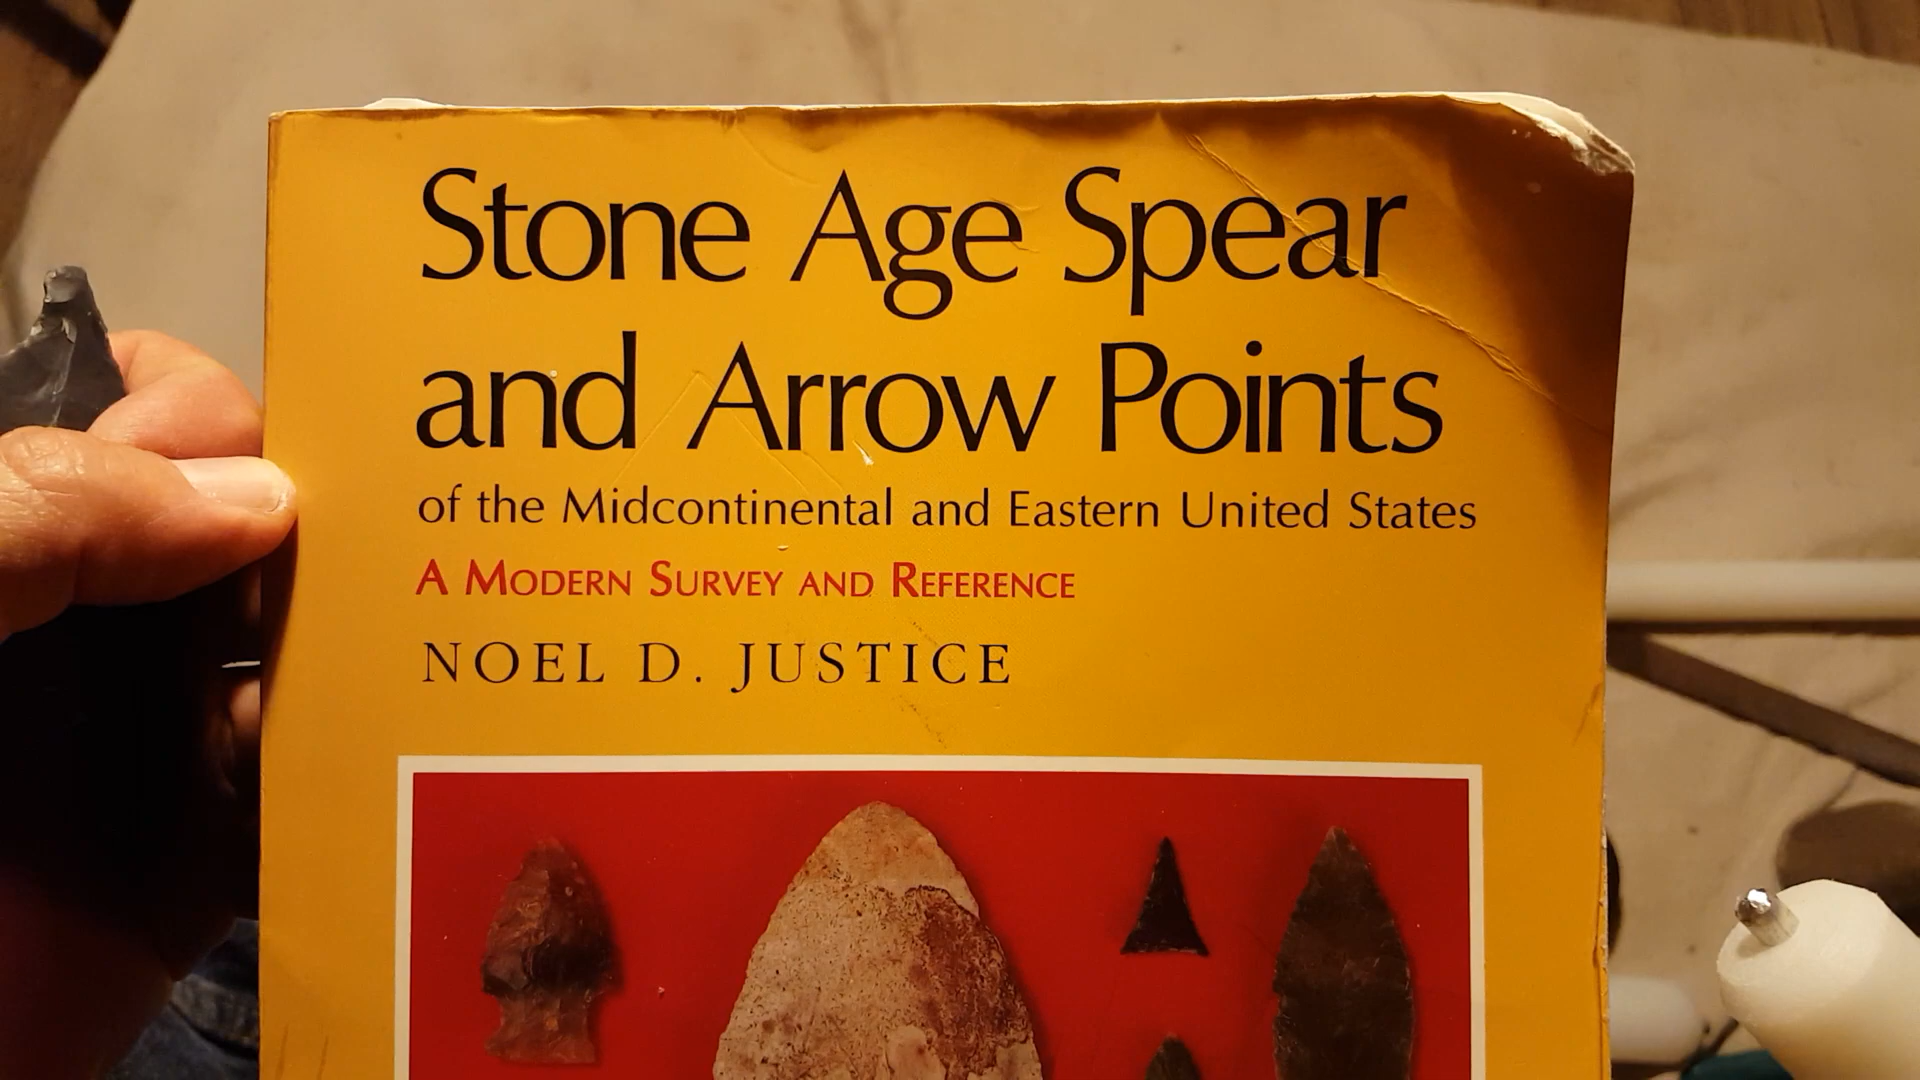 Stone Age Spear
and Arrow Points
of the Midcontinental and Eastern United States
A MODERN SURVEY AND REFERENCE
NOEL D. JUSTICE